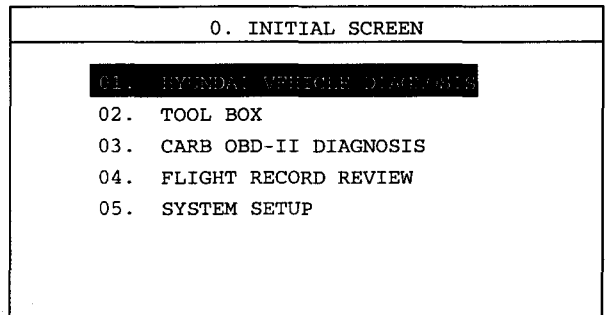 0. INITIAL SCREEN
01. HYUNDAI VEHICLE DIAGNOSIS
02. TOOL BOX
03. CARB OBD-II DIAGNOSIS
04. FLIGHT RECORD REVIEW
05. SYSTEM SETUP